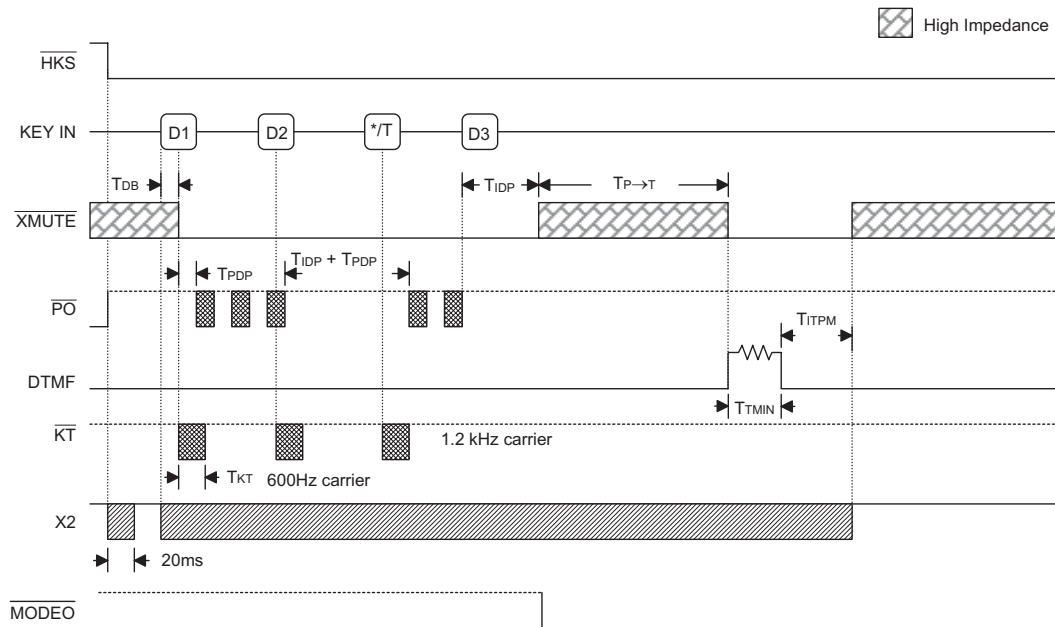 High Impedance
HKS
KEY IN
D1
D2
*/T
D3
TDB
TIDP
TP→T
XMUTE
TPDP
TIDP + TPDP
PO
TITPM
DTMF
TTMIN
KT
1.2 kHz carrier
TKT
600Hz carrier
X2
20ms
MODEO